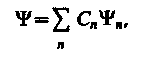 Ψ = ∑ₙ CₙΨₙ,